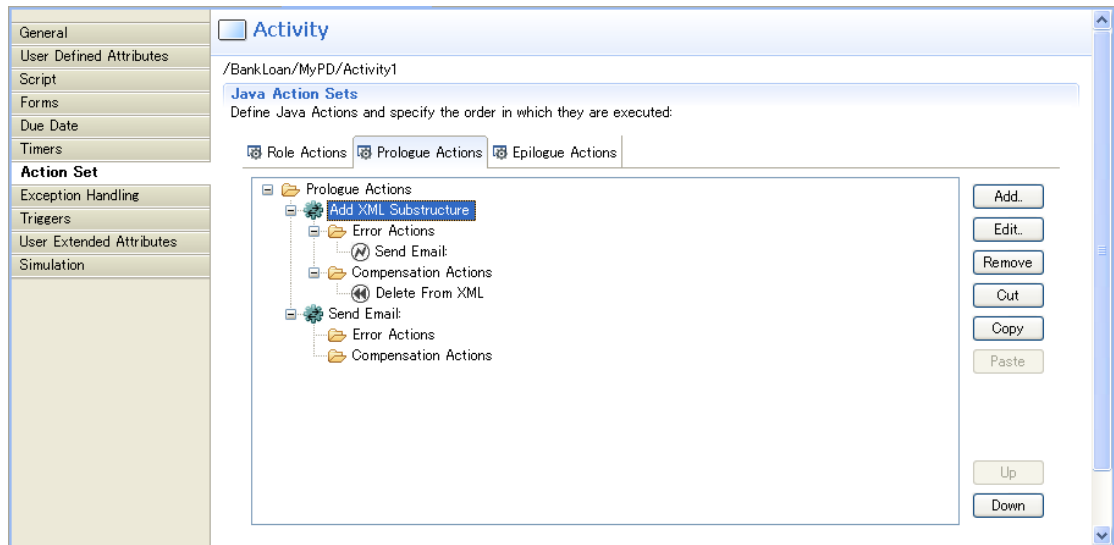 General
User Defined Attributes
Script
Forms
Due Date
Timers
Action Set
Exception Handling
Triggers
User Extended Attributes
Simulation
Activity
/BankLoan/MyPD/Activity1
Java Action Sets
Define Java Actions and specify the order in which they are executed:
Role Actions Prologue Actions Epilogue Actions
Prologue Actions
Add XML Substructure
Error Actions
Send Email:
Compensation Actions
Delete From XML
Send Email:
Error Actions
Compensation Actions
Add..
Edit..
Remove
Cut
Copy
Paste
Up
Down